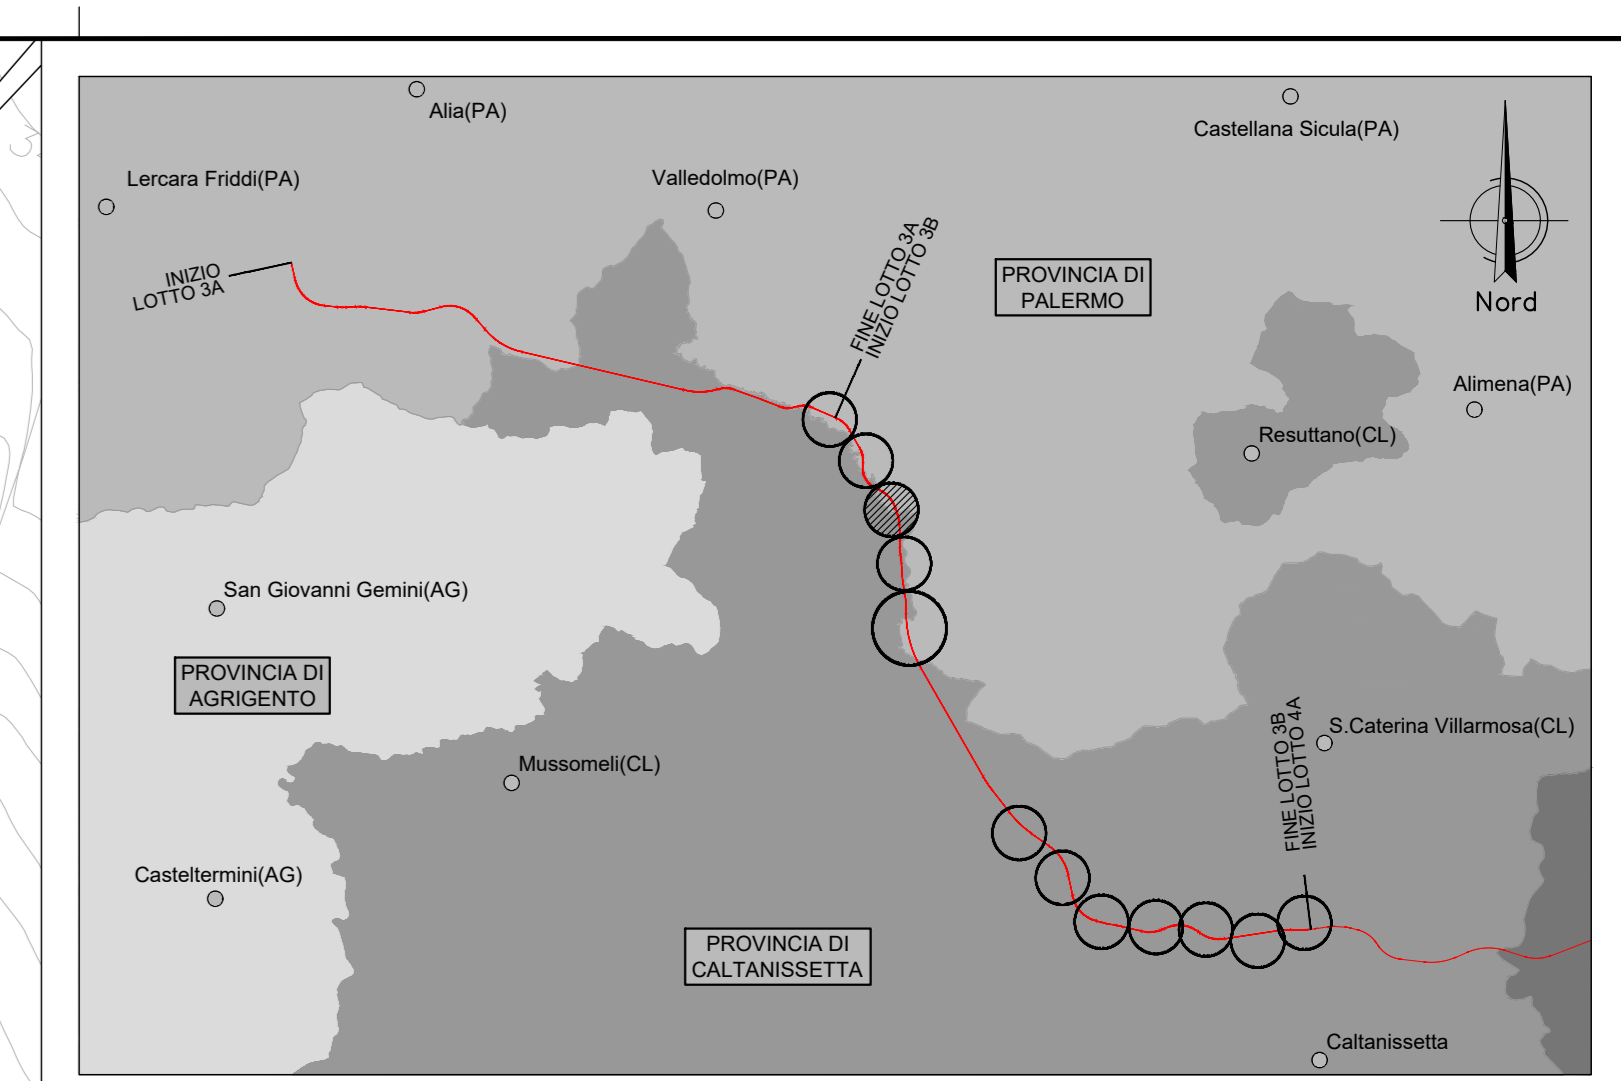 Alia(PA)
Castellana Sicula(PA)
Lercara Friddi(PA)
Valledolmo(PA)
INIZIO
LOTTO 3A
FINE LOTTO 3A
INIZIO LOTTO 3B
PROVINCIA DI
PALERMO
Nord
Alimena(PA)
Resuttano(CL)
San Giovanni Gemini(AG)
PROVINCIA DI
AGRIGENTO
S.Caterina Villarmosa(CL)
FINE LOTTO 3B
INIZIO LOTTO 4A
Mussomeli(CL)
Casteltermini(AG)
PROVINCIA DI
CALTANISSETTA
Caltanissetta